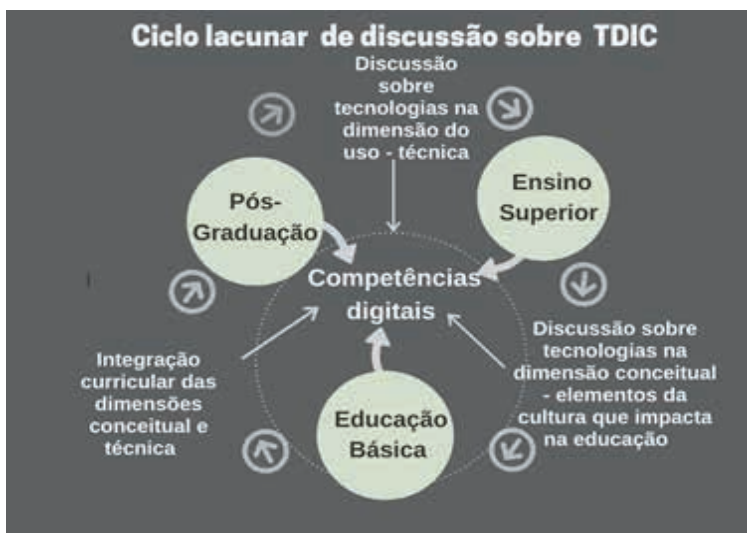 Ciclo lacunar de discussão sobre TDIC
Discussão
sobre
tecnologias na
dimensão do
uso - técnica
Pós-
Graduação
Ensino
Superior
Competências
digitais
Integração
curricular das
dimensões
conceitual e
técnica
Discussão sobre
tecnologias na
dimensão conceitual
- elementos da
cultura que impacta
na educação
Educação
Básica